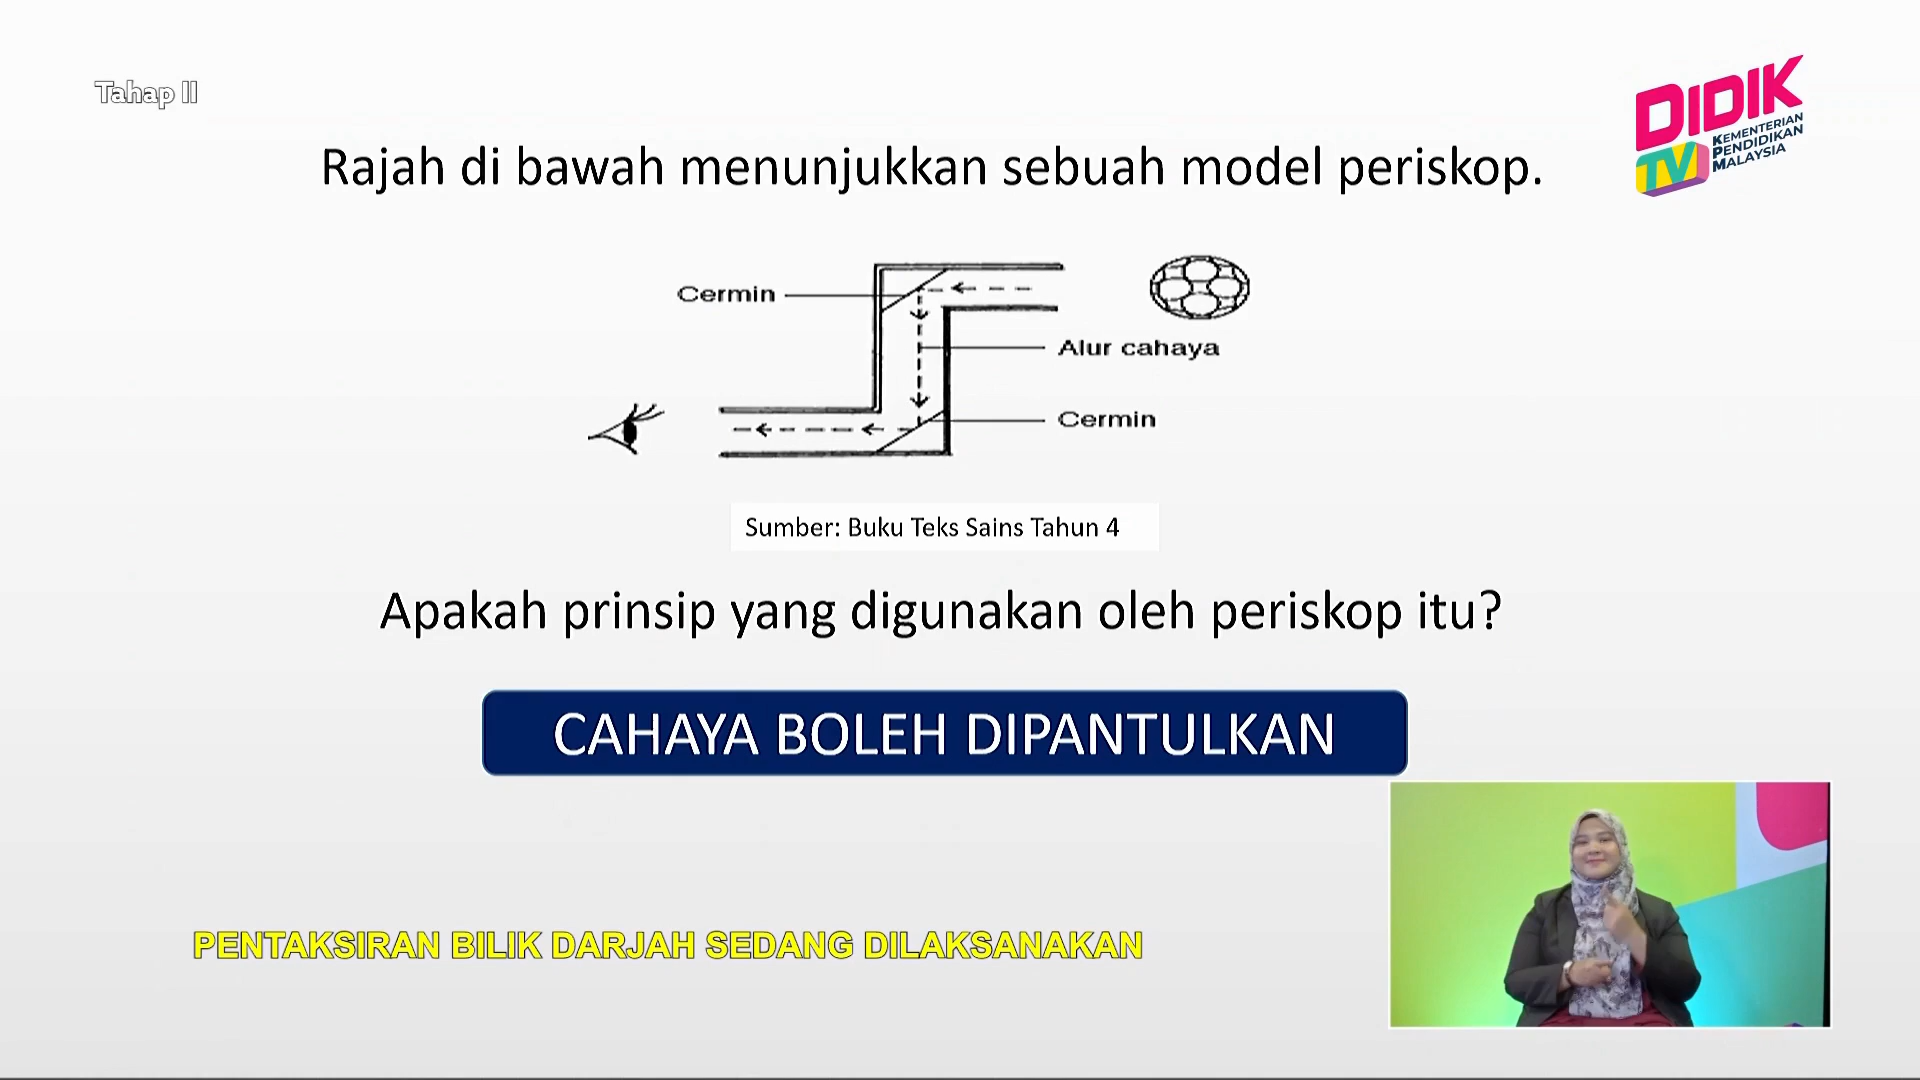 Tahap II
DIDIK
TV
KEMENTERIAN
PENDIDIKAN
MALAYSIA
Rajah di bawah menunjukkan sebuah model periskop.
Cermin
Alur cahaya
Cermin
Sumber: Buku Teks Sains Tahun 4
Apakah prinsip yang digunakan oleh periskop itu?
CAHAYA BOLEH DIPANTULKAN
PENTAKSIRAN BILIK DARJAH SEDANG DILAKSANAKAN